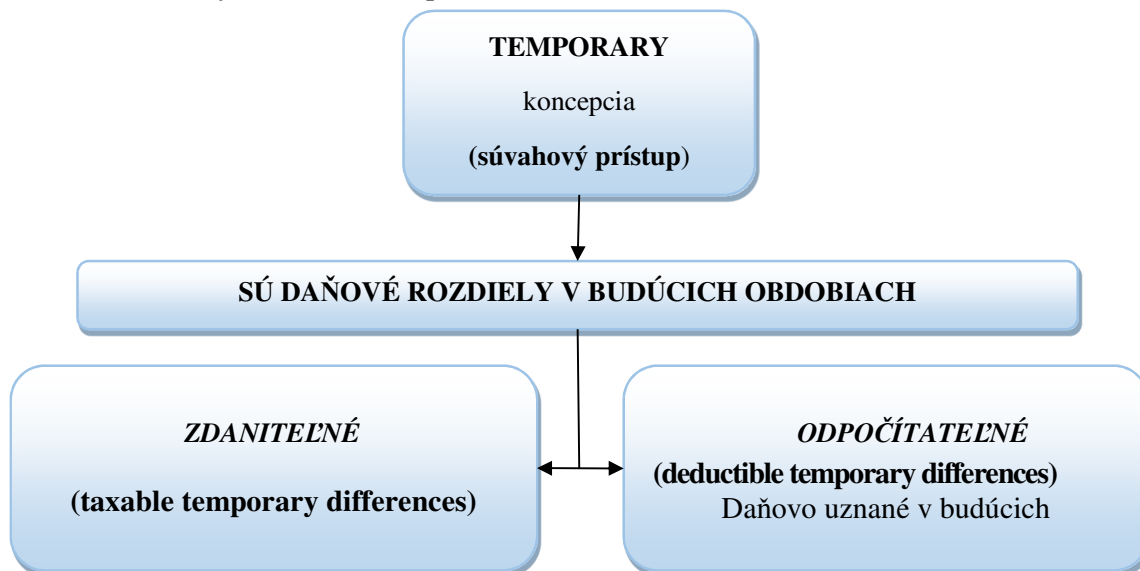 TEMPORARY
koncepcia
(súvahový prístup)
SÚ DAŇOVÉ ROZDIELY V BUDÚCICH OBDOBIACH
ZDANITEĽNÉ
(taxable temporary differences)
ODPOČÍTATEĽNÉ
(deductible temporary differences)
Daňovo uznané v budúcich